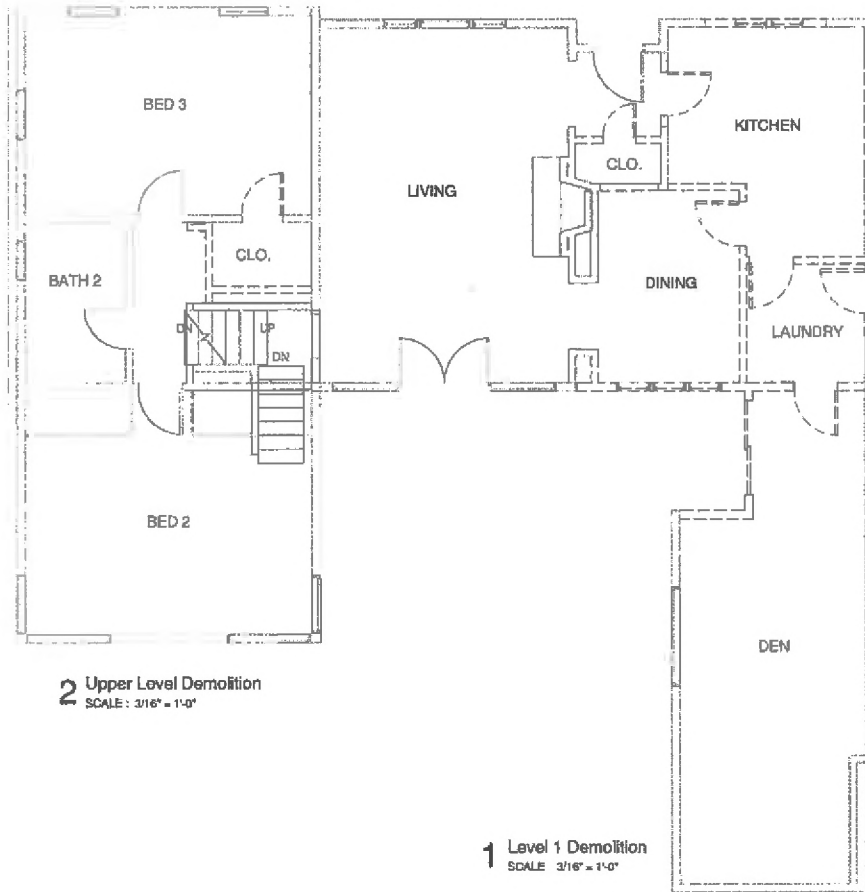 BED 3
KITCHEN
CLO.
LIVING
CLO.
BATH 2
DINING
DN
UP
LAUNDRY
DN
BED 2
DEN
2 Upper Level Demolition
SCALE : 3/16" = 1'-0"
1 Level 1 Demolition
SCALE 3/16" = 1'-0"